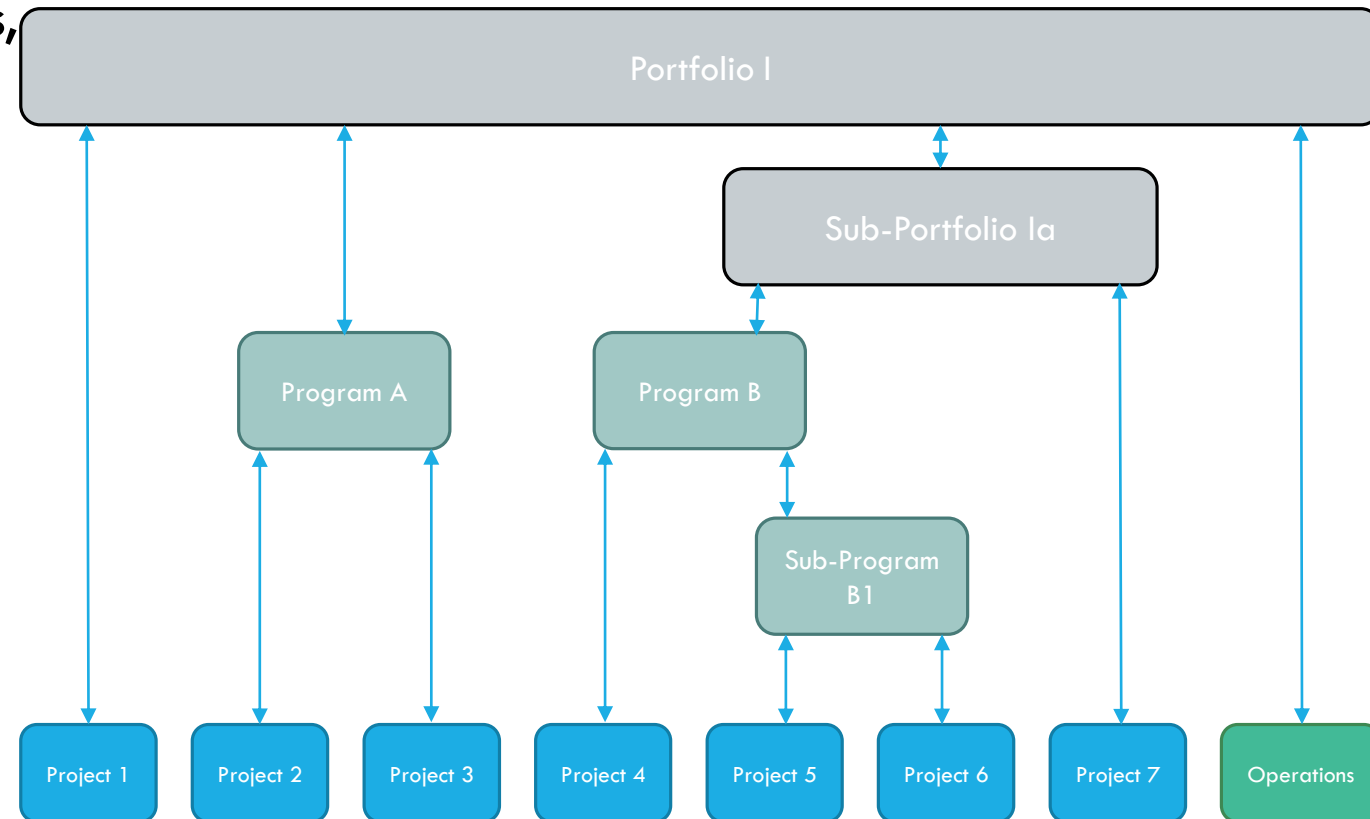 s,
Portfolio I
Sub-Portfolio Ia
Program A
Program B
Sub-Program
B1
Project 1
Project 2
Project 3
Project 4
Project 5
Project 6
Project 7
Operations